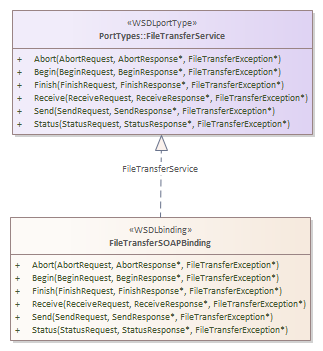 «WSDLportType»
PortTypes::FileTransferService
+ Abort(AbortRequest, AbortResponse*, FileTransferException*)
+ Begin(BeginRequest, BeginResponse*, FileTransferException*)
+ Finish(FinishRequest, FinishResponse*, FileTransferException*)
+ Receive(ReceiveRequest, ReceiveResponse*, FileTransferException*)
+ Send(SendRequest, SendResponse*, FileTransferException*)
+ Status(StatusRequest, StatusResponse*, FileTransferException*)
FileTransferService
«WSDLbinding»
FileTransferSOAPBinding
+ Abort(AbortRequest, AbortResponse*, FileTransferException*)
+ Begin(BeginRequest, BeginResponse*, FileTransferException*)
+ Finish(FinishRequest, FinishResponse*, FileTransferException*)
+ Receive(ReceiveRequest, ReceiveResponse*, FileTransferException*)
+ Send(SendRequest, SendResponse*, FileTransferException*)
+ Status(StatusRequest, StatusResponse*, FileTransferException*)